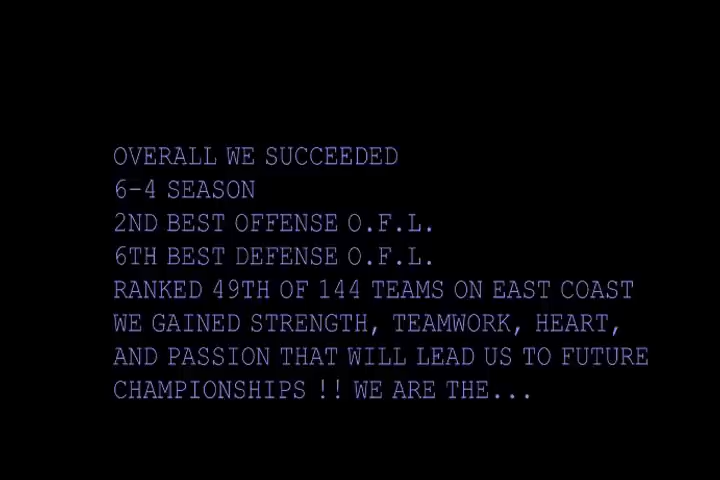 OVERALL WE SUCCEEDED
6-4 SEASON
2ND BEST OFFENSE O.F.L.
6TH BEST DEFENSE O.F.L.
RANKED 49TH OF 144 TEAMS ON EAST COAST
WE GAINED STRENGTH, TEAMWORK, HEART,
AND PASSION THAT WILL LEAD US TO FUTURE
CHAMPIONSHIPS !! WE ARE THE...